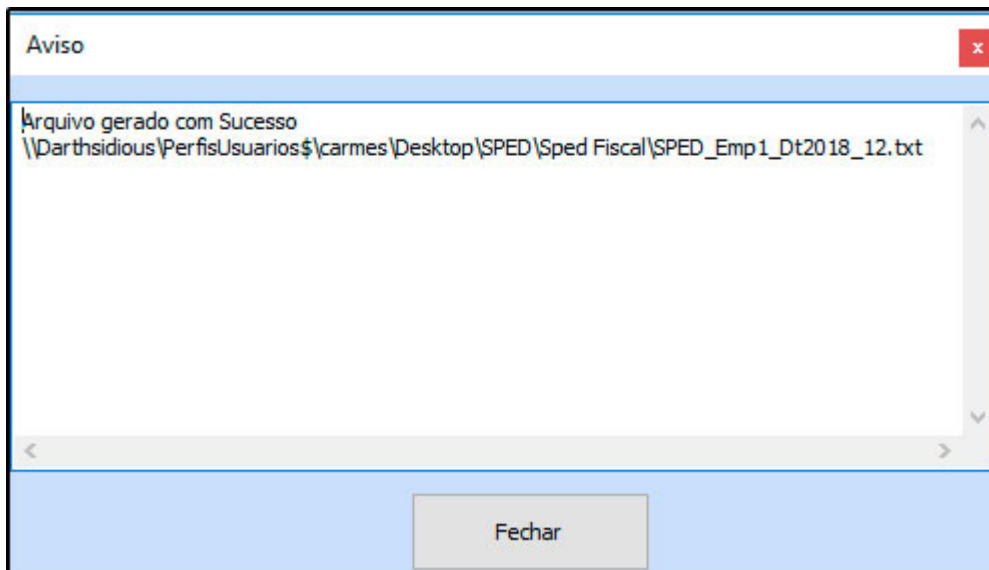 Aviso
x
Arquivo gerado com Sucesso
\\Darthsidious\PerfisUsuarios$\carmes\Desktop\SPED\Sped Fiscal\SPED_Emp1_Dt2018_12.txt
Fechar